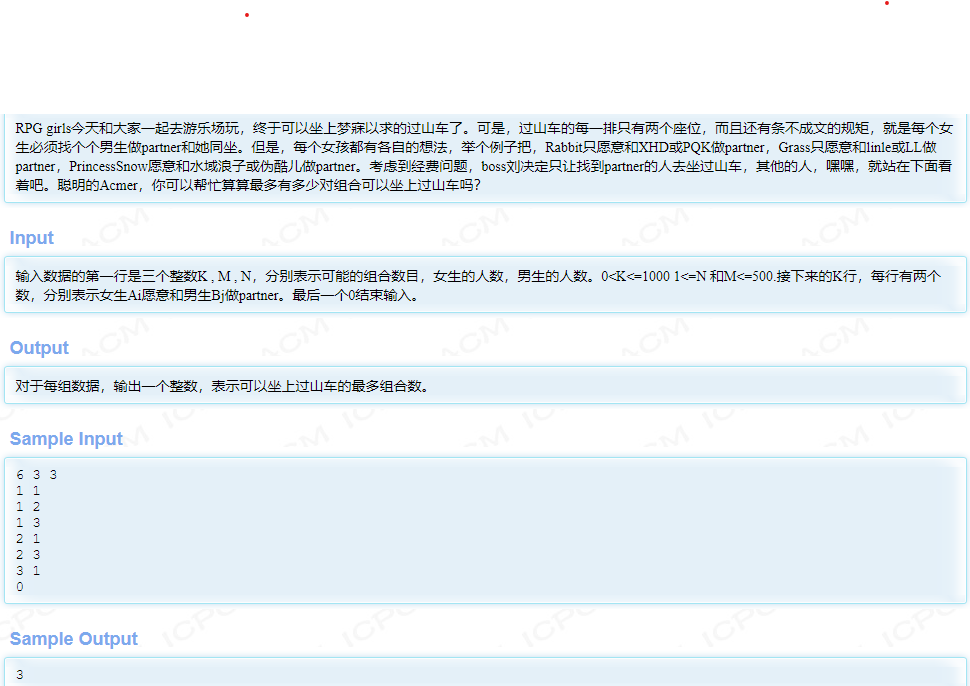 RPG girls今天和大家一起去游乐场玩，终于可以坐上梦寐以求的过山车了。可是，过山车的每一排只有两个座位，而且还有条不成文的规矩，就是每个女
生必须找个个男生做partner和她同坐。但是，每个女孩都有各自的想法，举个例子把，Rabbit只愿意和XHD或PQK做partner，Grass只愿意和linle或LL做
partner，PrincessSnow愿意和水域浪子或伪酷儿做partner。考虑到经费问题，boss刘决定只让找到partner的人去坐过山车，其他的人，嘿嘿，就站在下面看
着吧。聪明的Acmer，你可以帮忙算算最多有多少对组合可以坐上过山车吗？
Input
输入数据的第一行是三个整数K , M , N，分别表示可能的组合数目，女生的人数，男生的人数。0<K<=1000 1<=N 和M<=500.接下来的K行，每行有两个
数，分别表示女生Ai愿意和男生Bj做partner。最后一个0结束输入。
Output
对于每组数据，输出一个整数，表示可以坐上过山车的最多组合数。
Sample Input
6 3 3
1 1
1 2
1 3
2 1
2 3
3 1
0
Sample Output
3